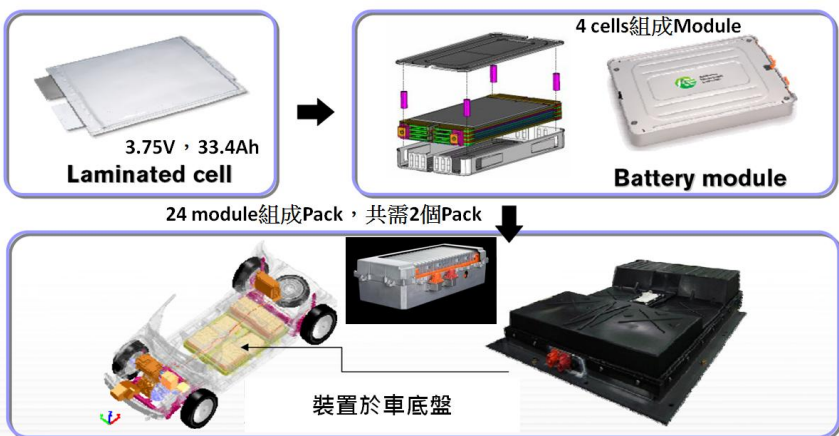 3.75V，33.4Ah
Laminated cell
4 cells組成Module
Battery module
24 module組成Pack，共需2個Pack
裝置於車底盤